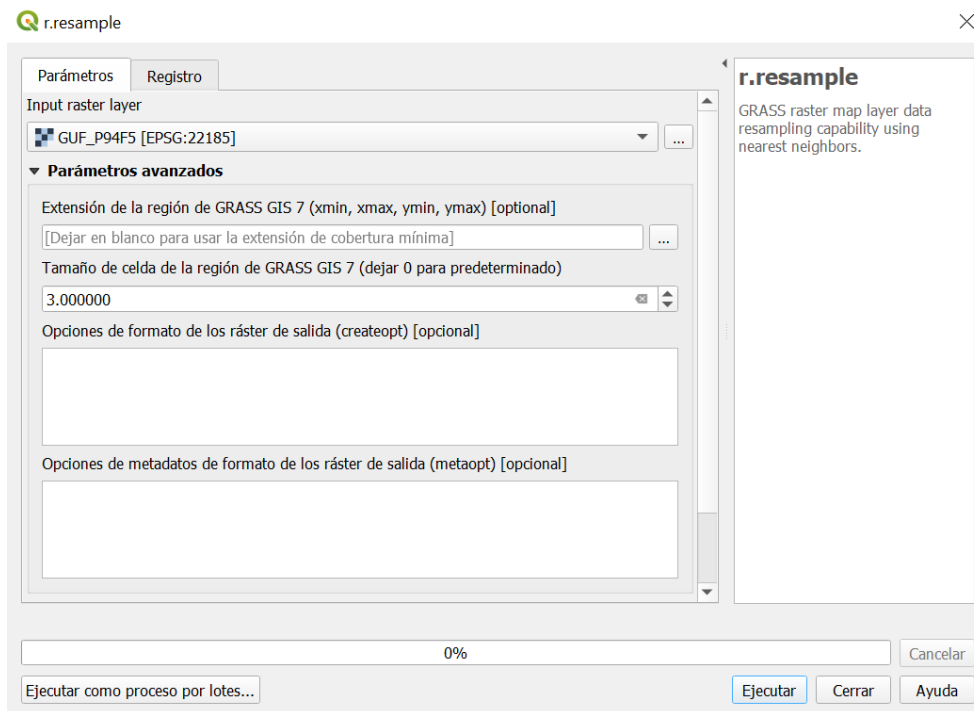 r.resample
Parámetros
Registro
Input raster layer
GUF_P94F5 [EPSG:22185]
...
Parámetros avanzados
Extensión de la región de GRASS GIS 7 (xmin, xmax, ymin, ymax) [optional]
[Dejar en blanco para usar la extensión de cobertura mínima]
...
Tamaño de celda de la región de GRASS GIS 7 (dejar 0 para predeterminado)
3.000000
Opciones de formato de los ráster de salida (createopt) [opcional]
Opciones de metadatos de formato de los ráster de salida (metaopt) [opcional]
r.resample
GRASS raster map layer data
resampling capability using
nearest neighbors.
0%
Cancelar
Ejecutar como proceso por lotes...
Ejecutar
Cerrar
Ayuda